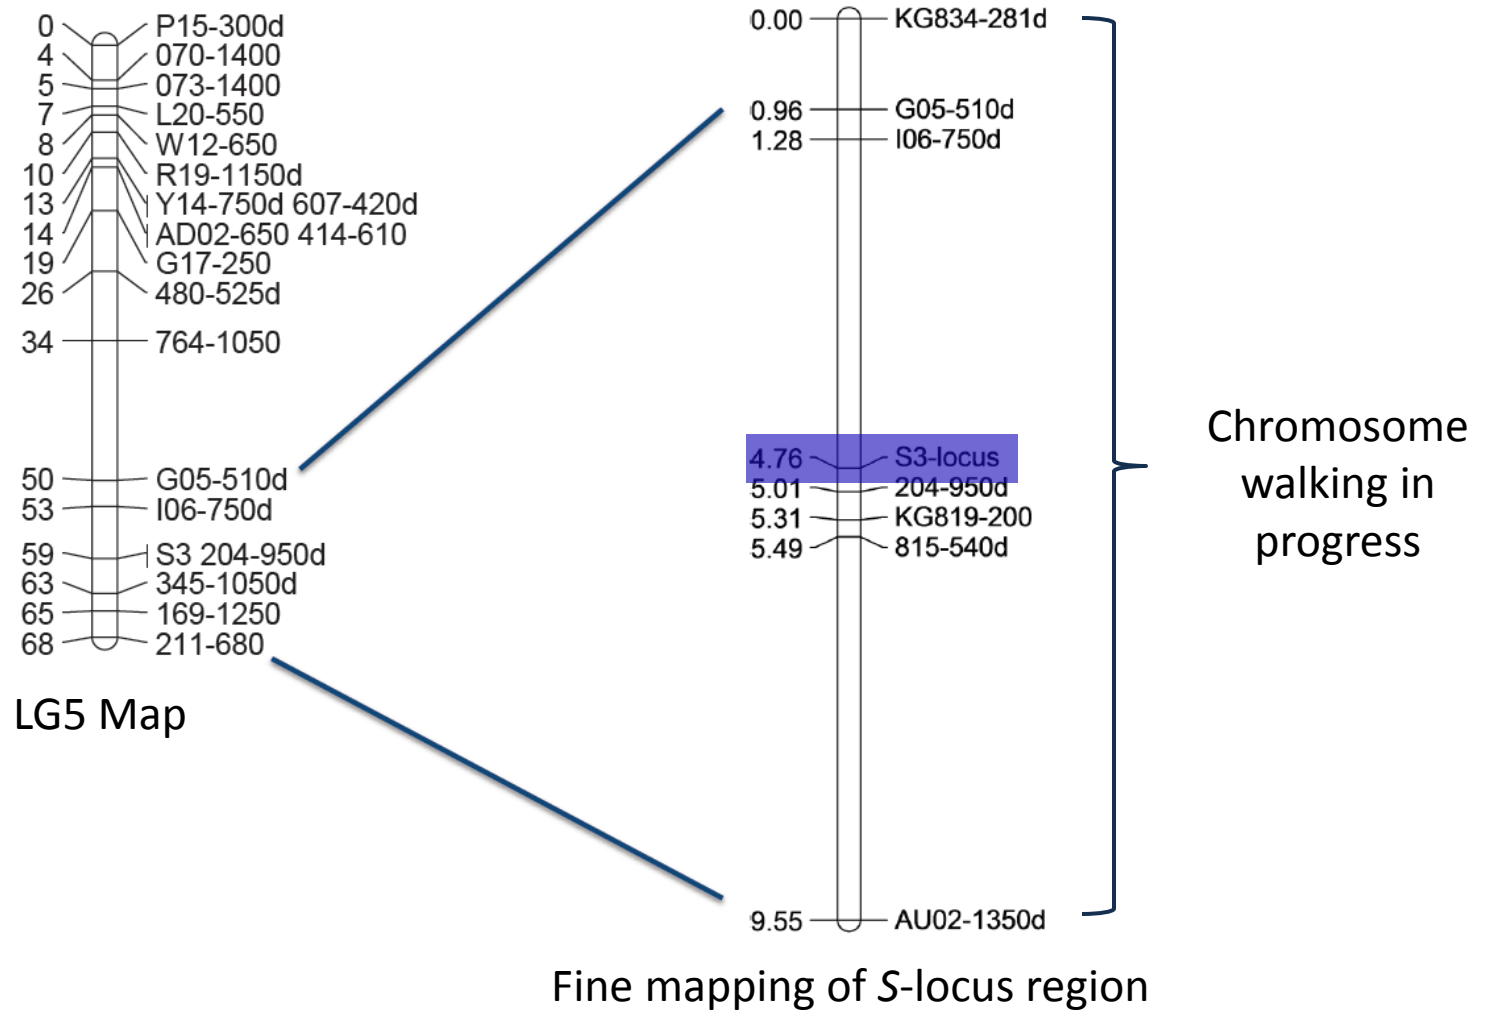 0 P15-300d
4 070-1400
5 073-1400
7 L20-550
8 W12-650
10 R19-1150d
13 Y14-750d 607-420d
14 AD02-650 414-610
19 G17-250
26 480-525d
34 764-1050
50 G05-510d
53 I06-750d
59 S3 204-950d
63 345-1050d
65 169-1250
68 211-680
LG5 Map
0.00 KG834-281d
0.96 G05-510d
1.28 I06-750d
4.76 S3-locus
5.01 204-950d
5.31 KG819-200
5.49 815-540d
9.55 AU02-1350d
Fine mapping of S-locus region
Chromosome
walking in
progress